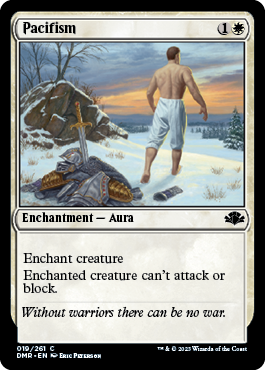 Pacifism 1
Enchantment — Aura
Enchant creature
Enchanted creature can't attack or
block.
Without warriors there can be no war.
019/261 C
DMR • EN Eric Peterson
™ & © 2023 Wizards of the Coast